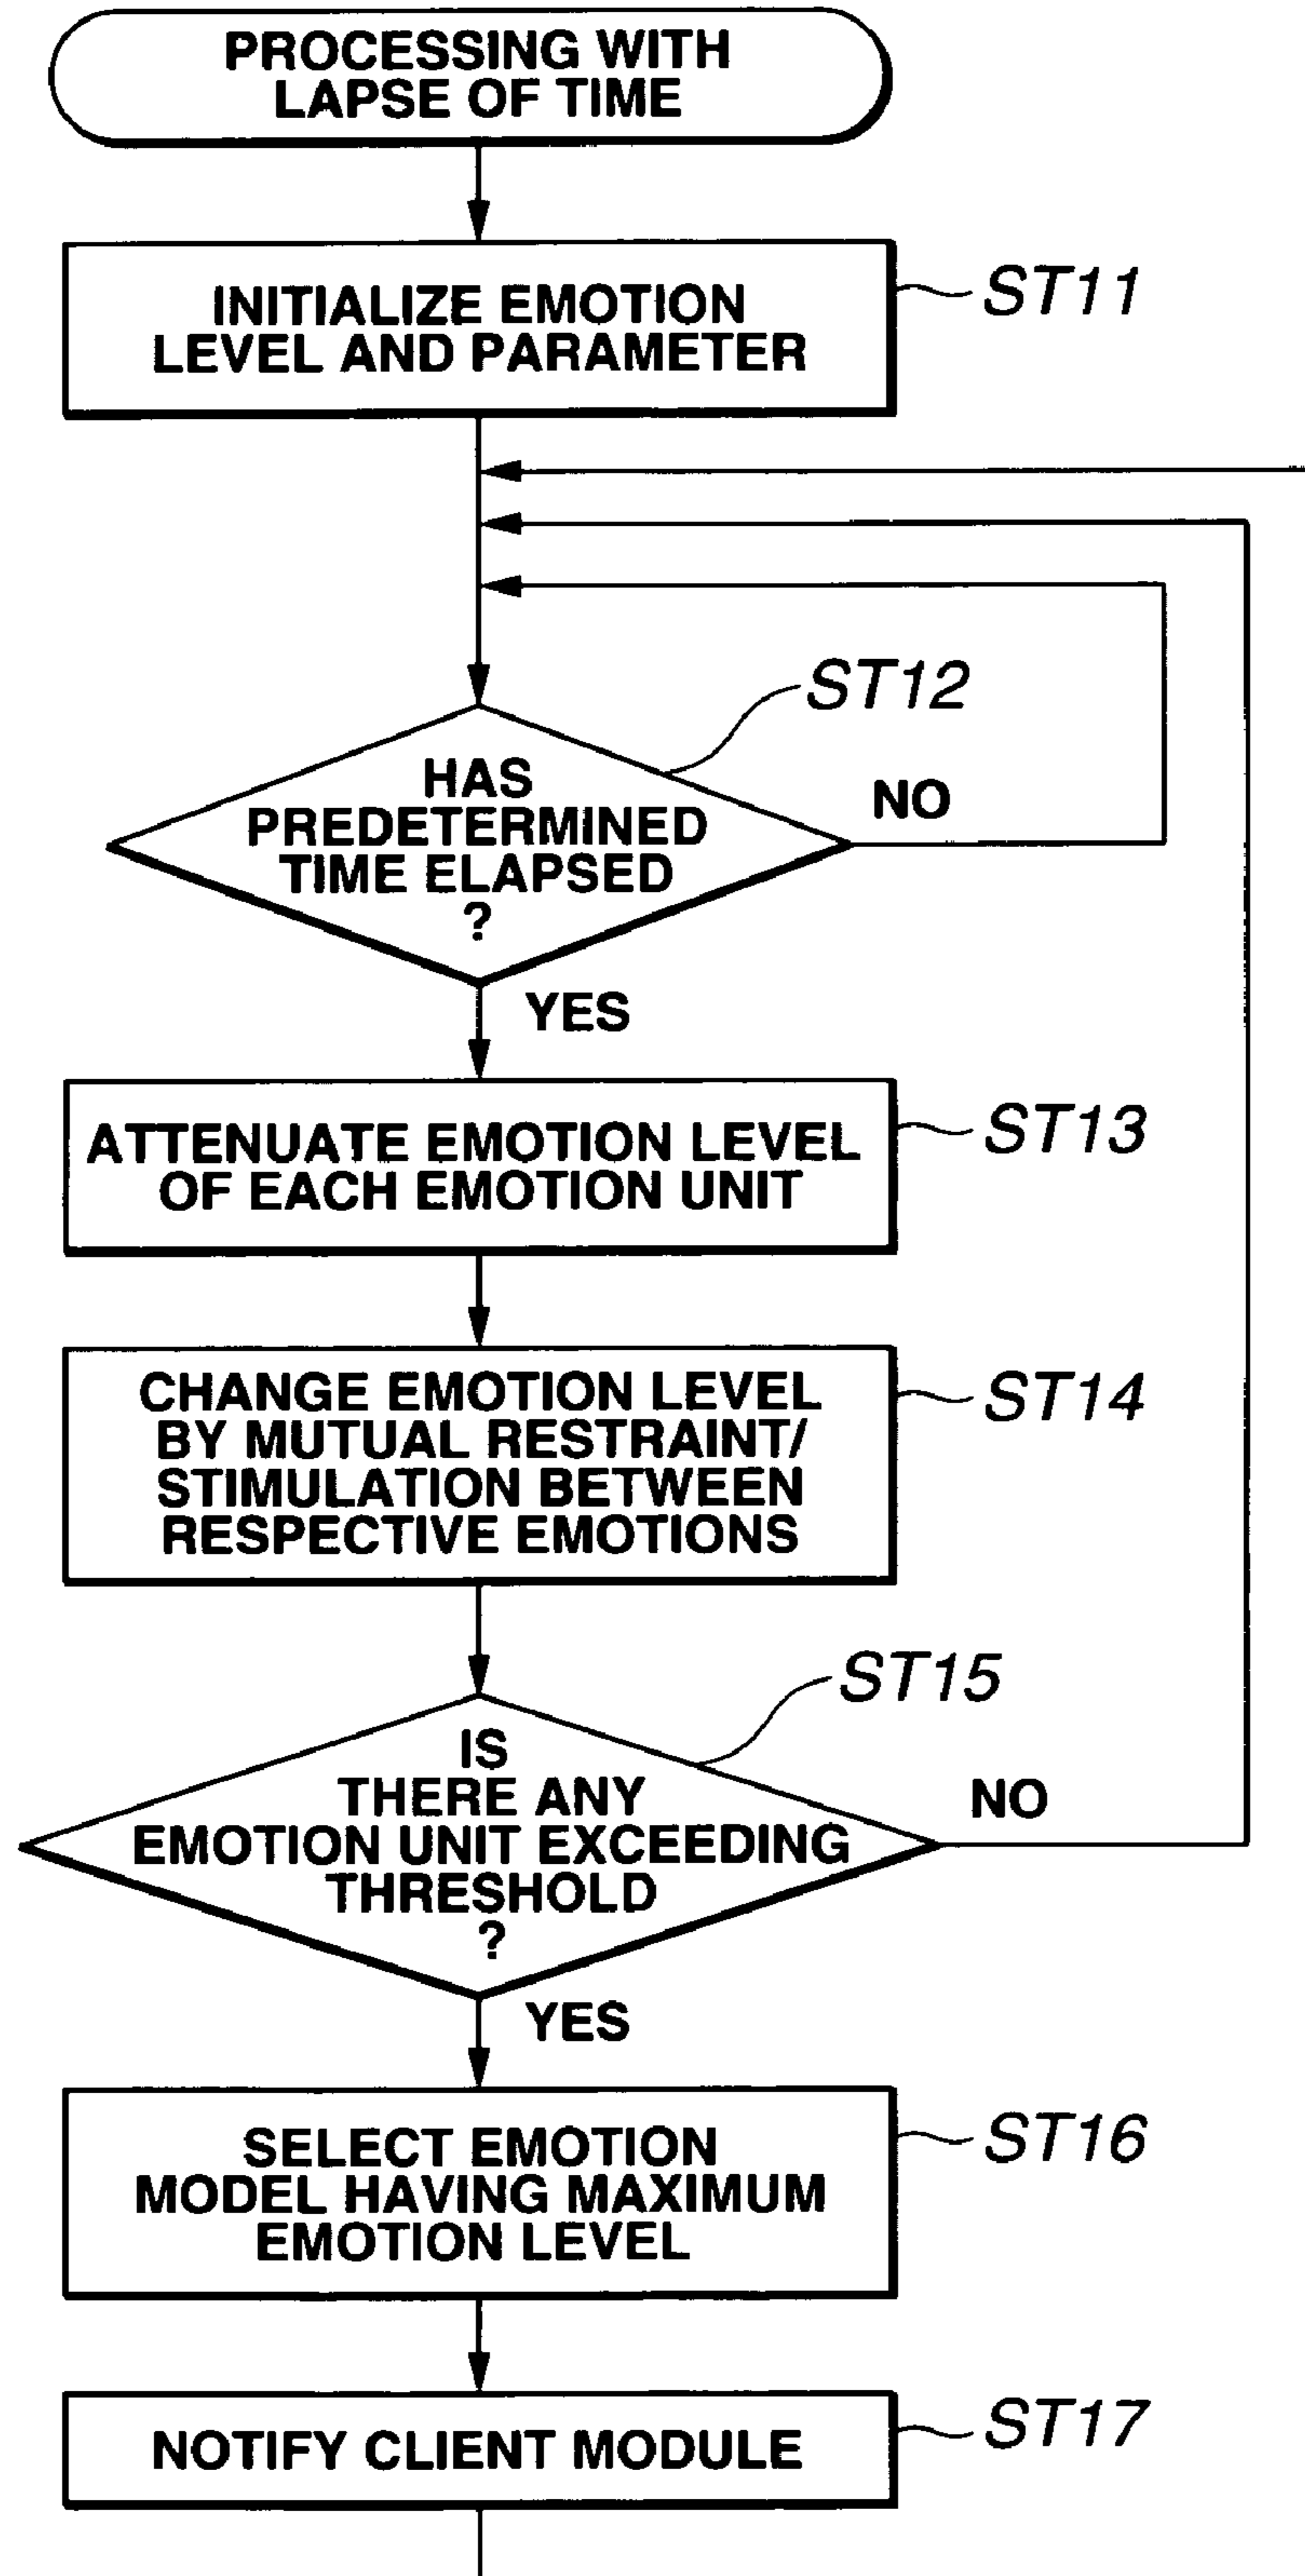 PROCESSING WITH
LAPSE OF TIME
INITIALIZE EMOTION
LEVEL AND PARAMETER
ST11
ST12
HAS
PREDETERMINED
TIME ELAPSED
?
NO
YES
ATTENUATE EMOTION LEVEL
OF EACH EMOTION UNIT
ST13
CHANGE EMOTION LEVEL
BY MUTUAL RESTRAINT/
STIMULATION BETWEEN
RESPECTIVE EMOTIONS
ST14
ST15
IS
THERE ANY
EMOTION UNIT EXCEEDING
THRESHOLD
?
NO
YES
SELECT EMOTION
MODEL HAVING MAXIMUM
EMOTION LEVEL
ST16
NOTIFY CLIENT MODULE
ST17